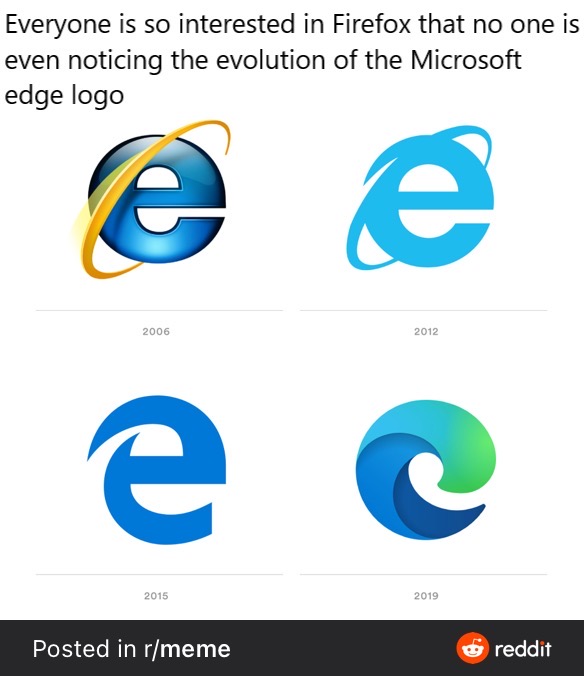 Everyone is so interested in Firefox that no one is
even noticing the evolution of the Microsoft
edge logo
2006
2012
2015
2019
Posted in r/meme
reddit